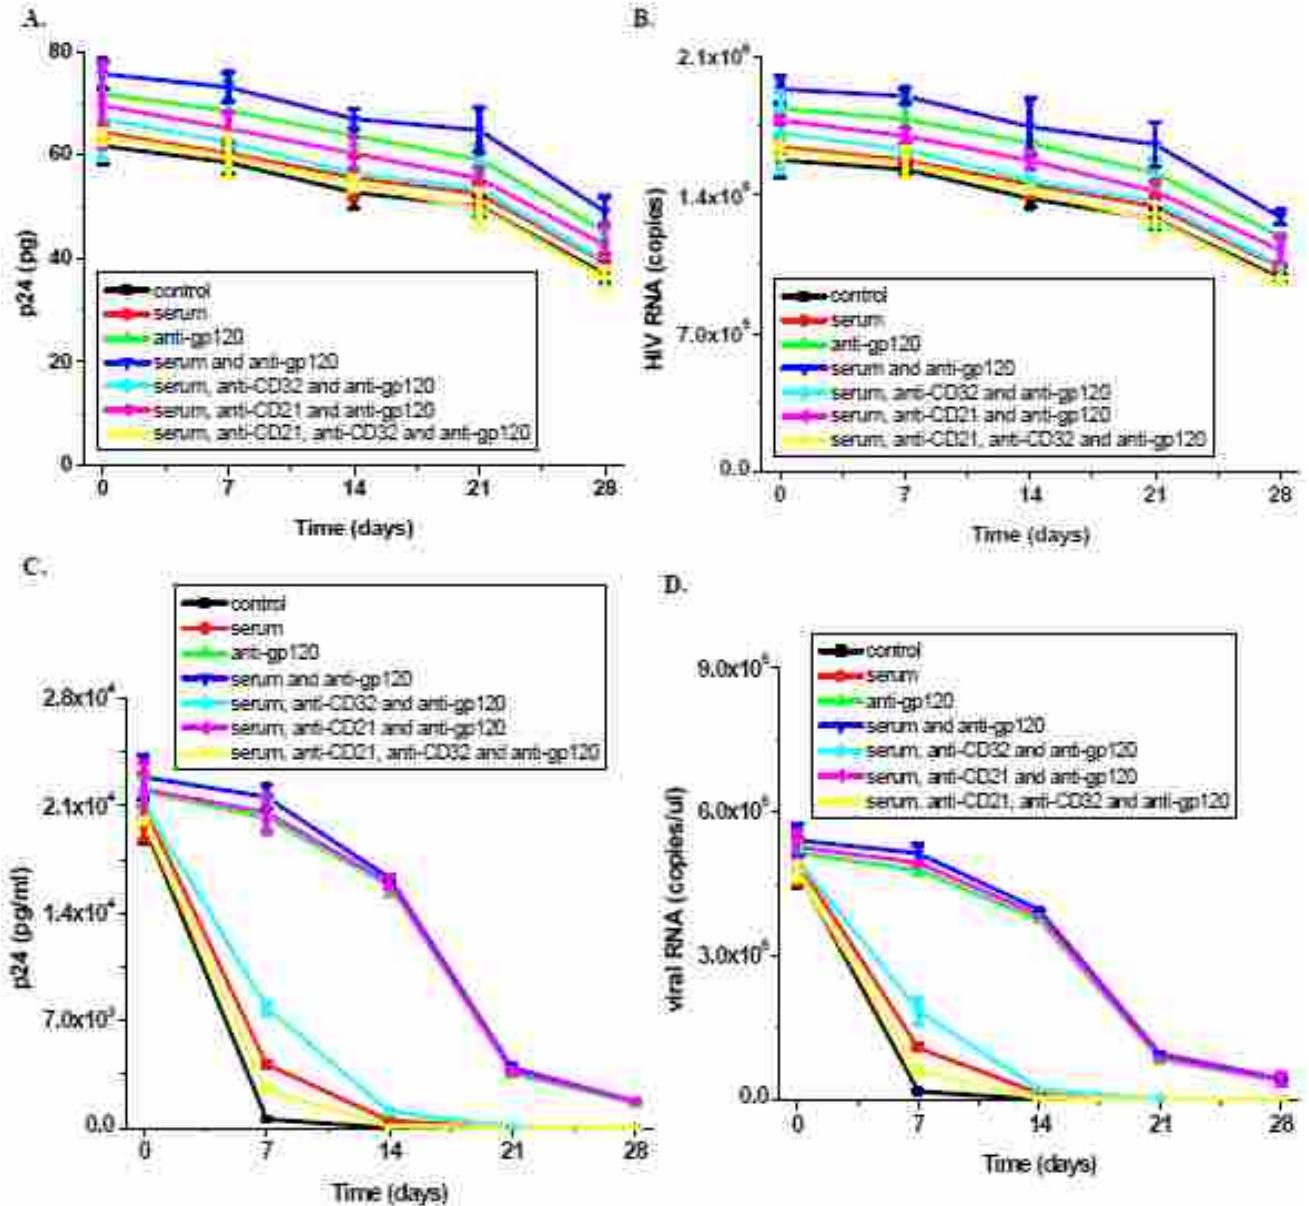 A.
80
60
40
20
0
p24 (pg)
control
serum
anti-gp120
serum and anti-gp120
serum, anti-CD32 and anti-gp120
serum, anti-CD21 and anti-gp120
serum, anti-CD21, anti-CD32 and anti-gp120
0 7 14 21 28
Time (days)
B.
HIV RNA (copies)
0.0
control
serum
anti-gp120
serum and anti-gp120
serum, anti-CD32 and anti-gp120
serum, anti-CD21 and anti-gp120
serum, anti-CD21, anti-CD32 and anti-gp120
0 7 14 21 28
Time (days)
C.
control
serum
anti-gp120
serum and anti-gp120
serum, anti-CD32 and anti-gp120
serum, anti-CD21 and anti-gp120
serum, anti-CD21, anti-CD32 and anti-gp120
2.8x10⁴
2.1x10⁴
1.4x10⁴
7.0x10³
0.0
p24 (pg/ml)
0 7 14 21 28
Time (days)
D.
control
serum
anti-gp120
serum and anti-gp120
serum, anti-CD32 and anti-gp120
serum, anti-CD21 and anti-gp120
serum, anti-CD21, anti-CD32 and anti-gp120
0.0
viral RNA (copies/ul)
0 7 14 21 28
Time (days)